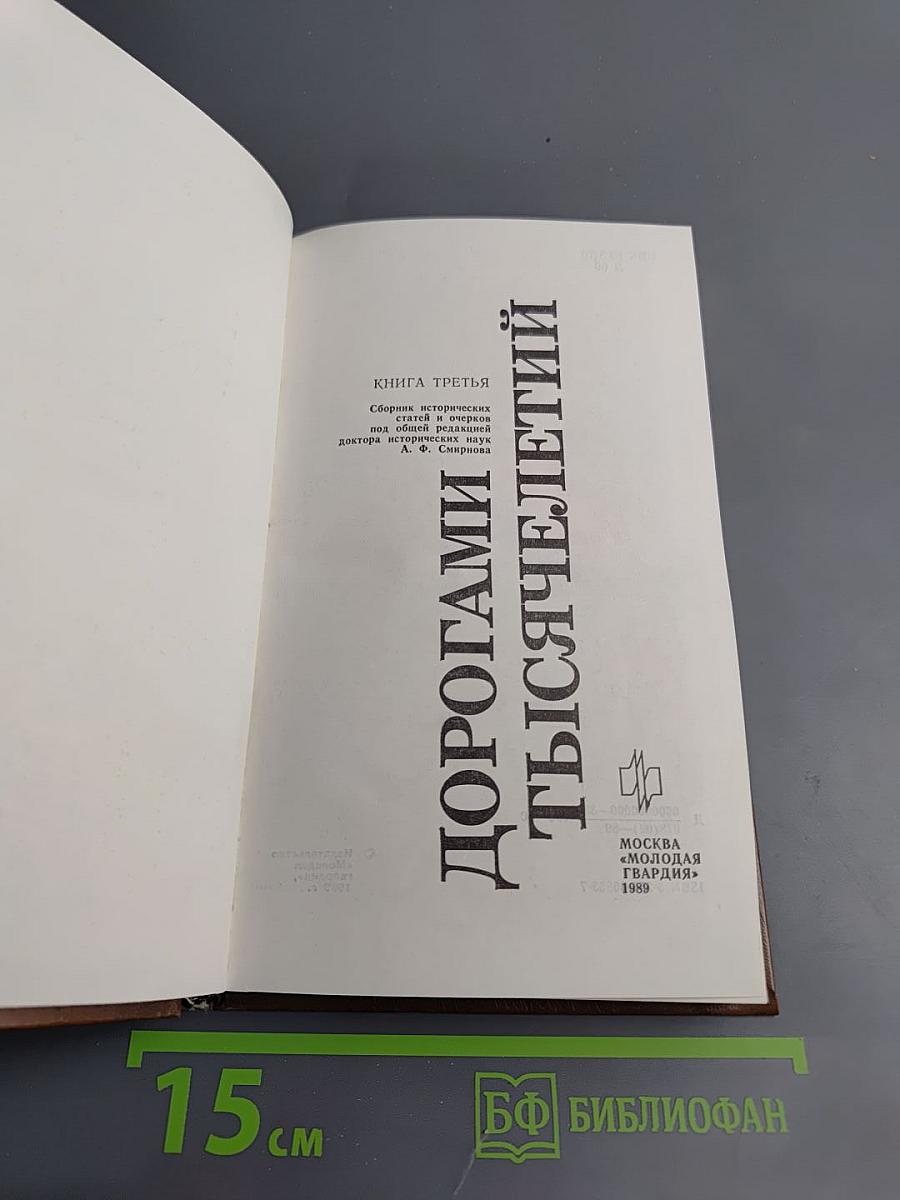 КНИГА ТРЕТЬЯ
Сборник исторических
статей и очерков
под общей редакцией
доктора исторических наук
А. Ф. Смирнова
ДОРОГАМИ
ТЫСЯЧЕЛЕТИЙ
МОСКВА
«МОЛОДАЯ
ГВАРДИЯ»
1989
15 см
БФ БИБЛИОФАН